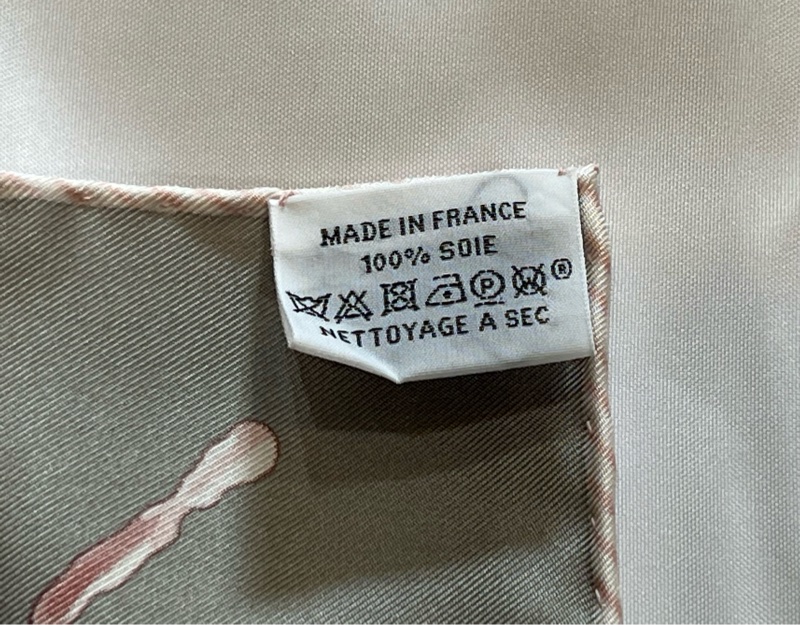 MADE IN FRANCE
100% SOIE
P W ®
NETTOYAGE A SEC